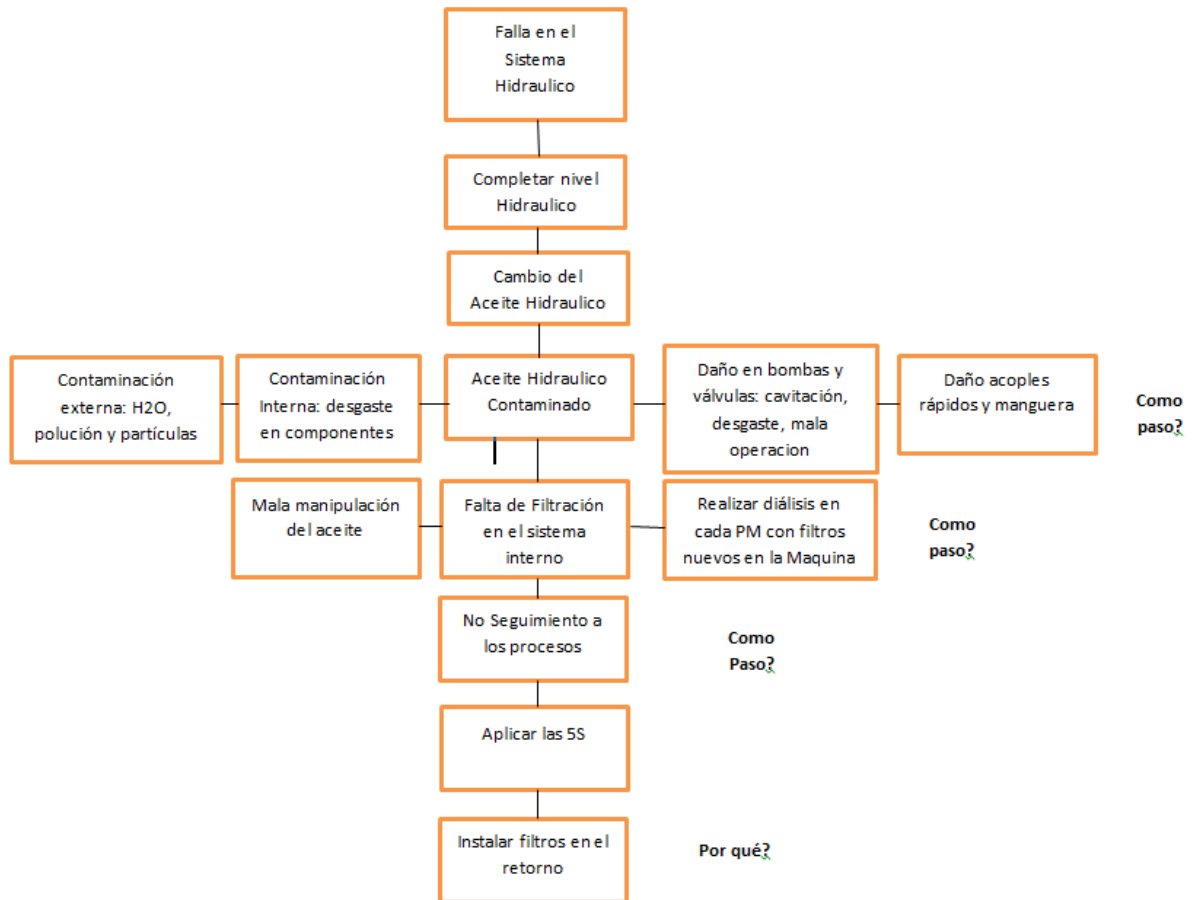 Falla en el
Sistema
Hidraulico
Completar nivel
Hidraulico
Cambio del
Aceite Hidraulico
Contaminación
externa: H2O,
polución y partículas
Contaminación
Interna: desgaste
en componentes
Aceite Hidraulico
Contaminado
Daño en bombas y
válvulas: cavitación,
desgaste, mala
operacion
Daño acoples
rápidos y manguera
Como
paso?
Mala manipulación
del aceite
Falta de Filtración
en el sistema
interno
Realizar diálisis en
cada PM con filtros
nuevos en la Maquina
Como
paso?
No Seguimiento a
los procesos
Como
Paso?
Aplicar las 5S
Instalar filtros en el
retorno
Por qué?